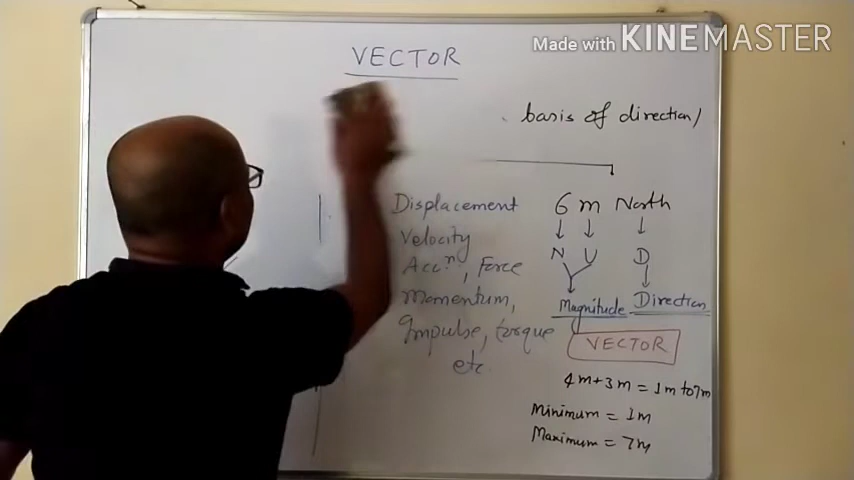 Made with KINEMASTER
VECTOR
basis of direction/
Displacement
Velocity
Accⁿ, Force
Momentum,
Impulse, torque
etc.
6 m North
N U D
Magnitude Direction
VECTOR
4m+3m = 1m to 7m
Minimum = 1m
Maximum = 7m